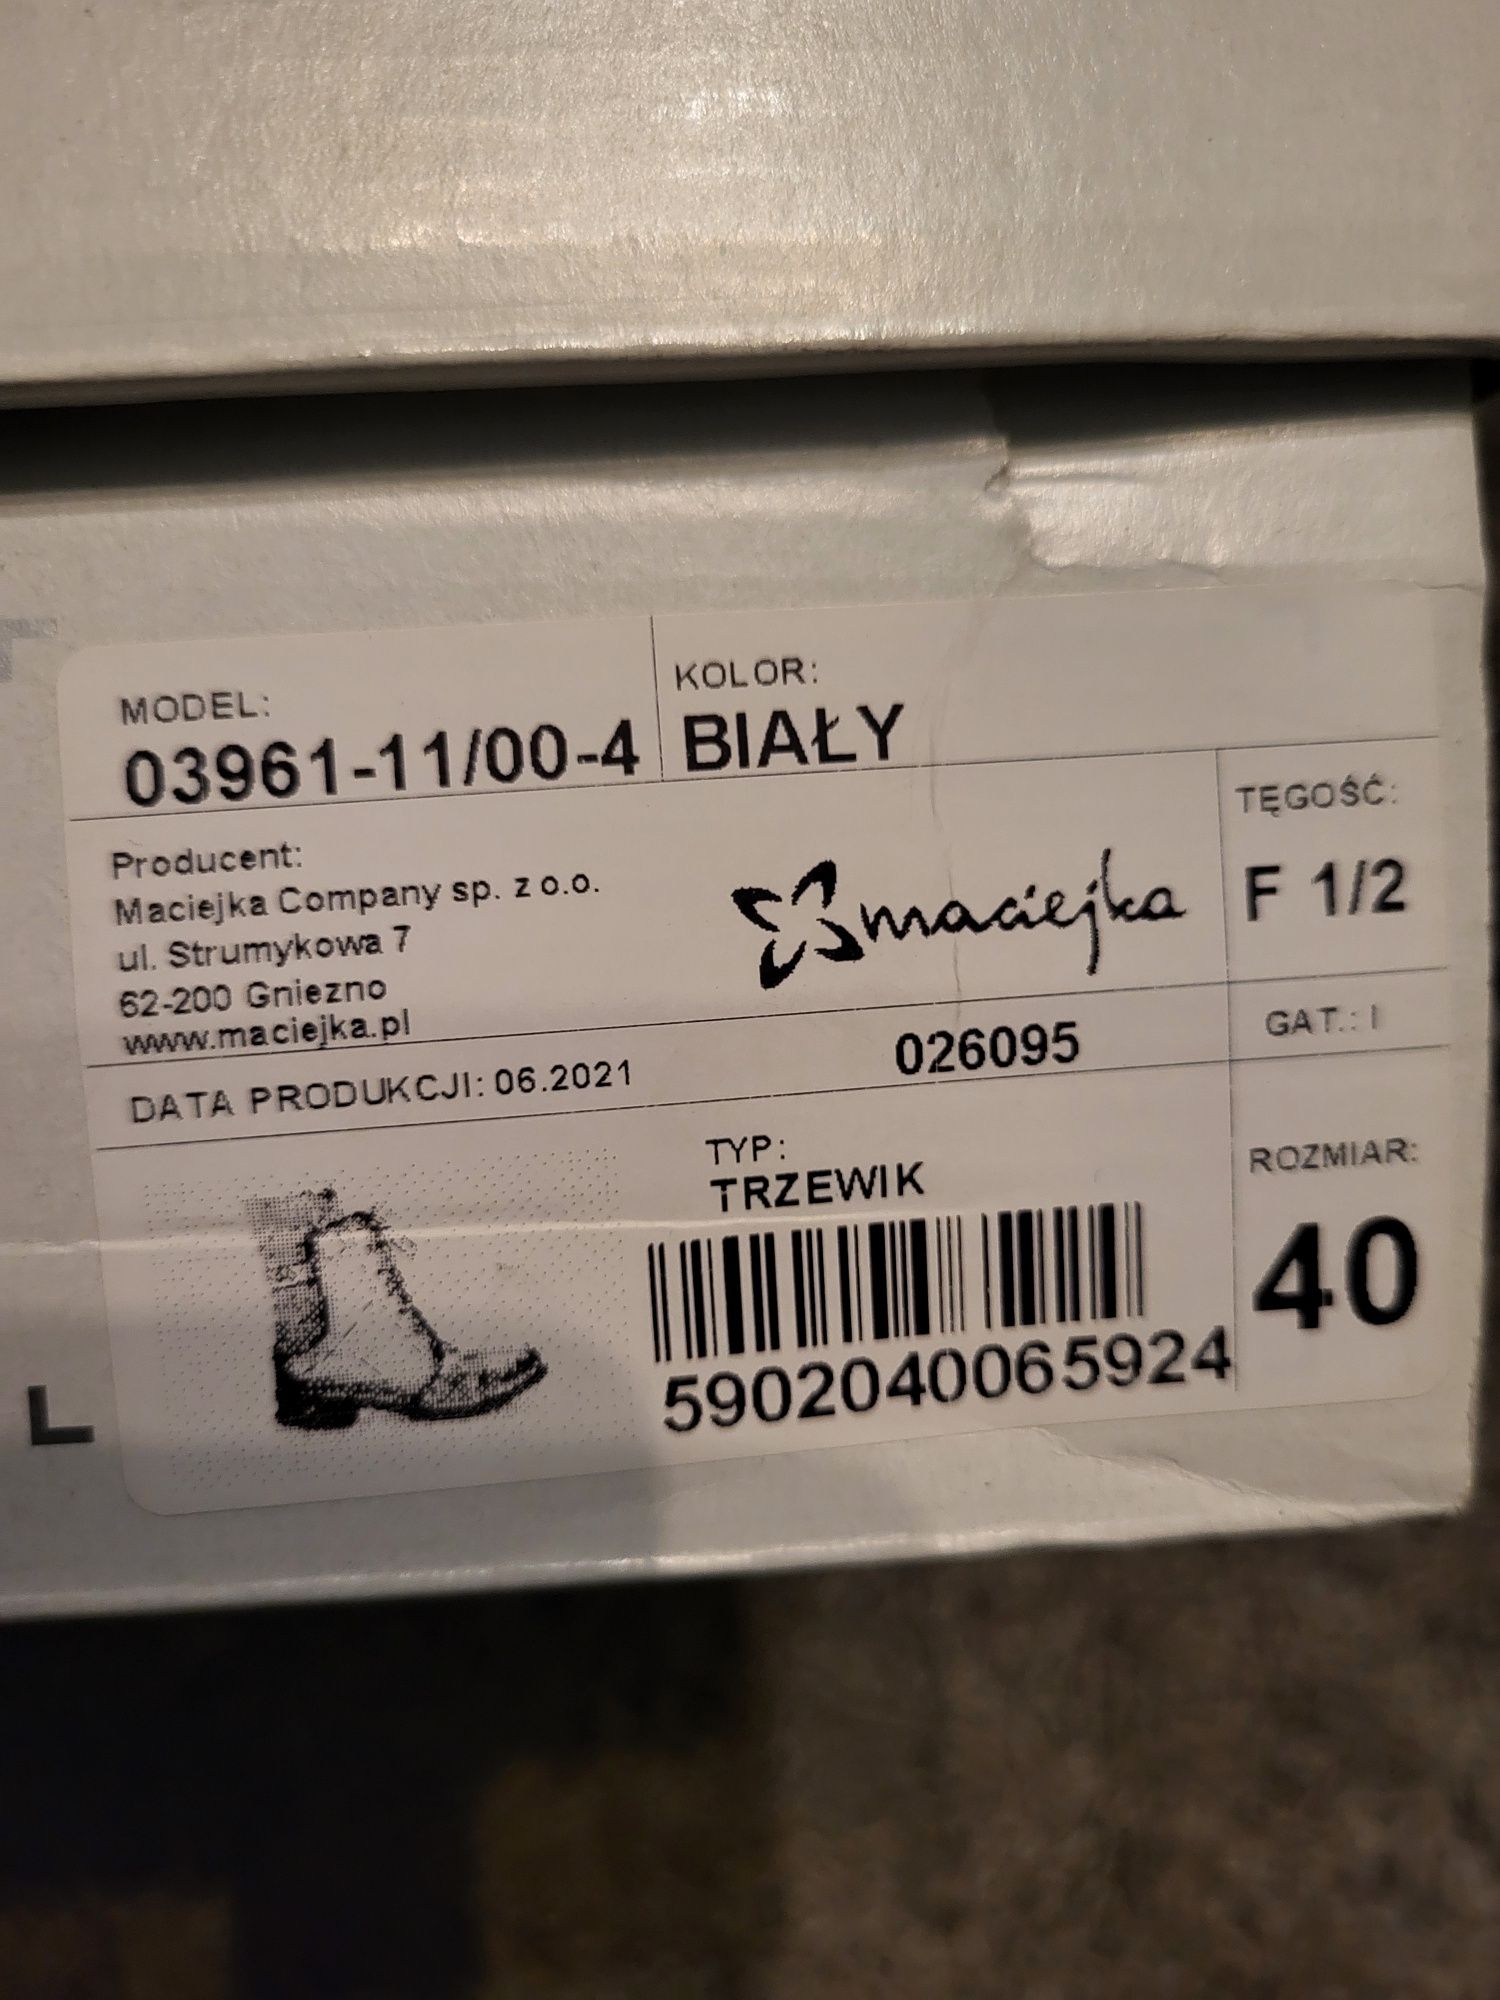 MODEL:
03961-11/00-4
KOLOR:
BIAŁY
Producent:
Maciejka Company sp. z o.o.
ul. Strumykowa 7
62-200 Gniezno
www.maciejka.pl
maciejka
TĘGOŚĆ:
F 1/2
DATA PRODUKCJI: 06.2021
026095
GAT.: I
TYP:
TRZEWIK
5902040065924
ROZMIAR:
40
L